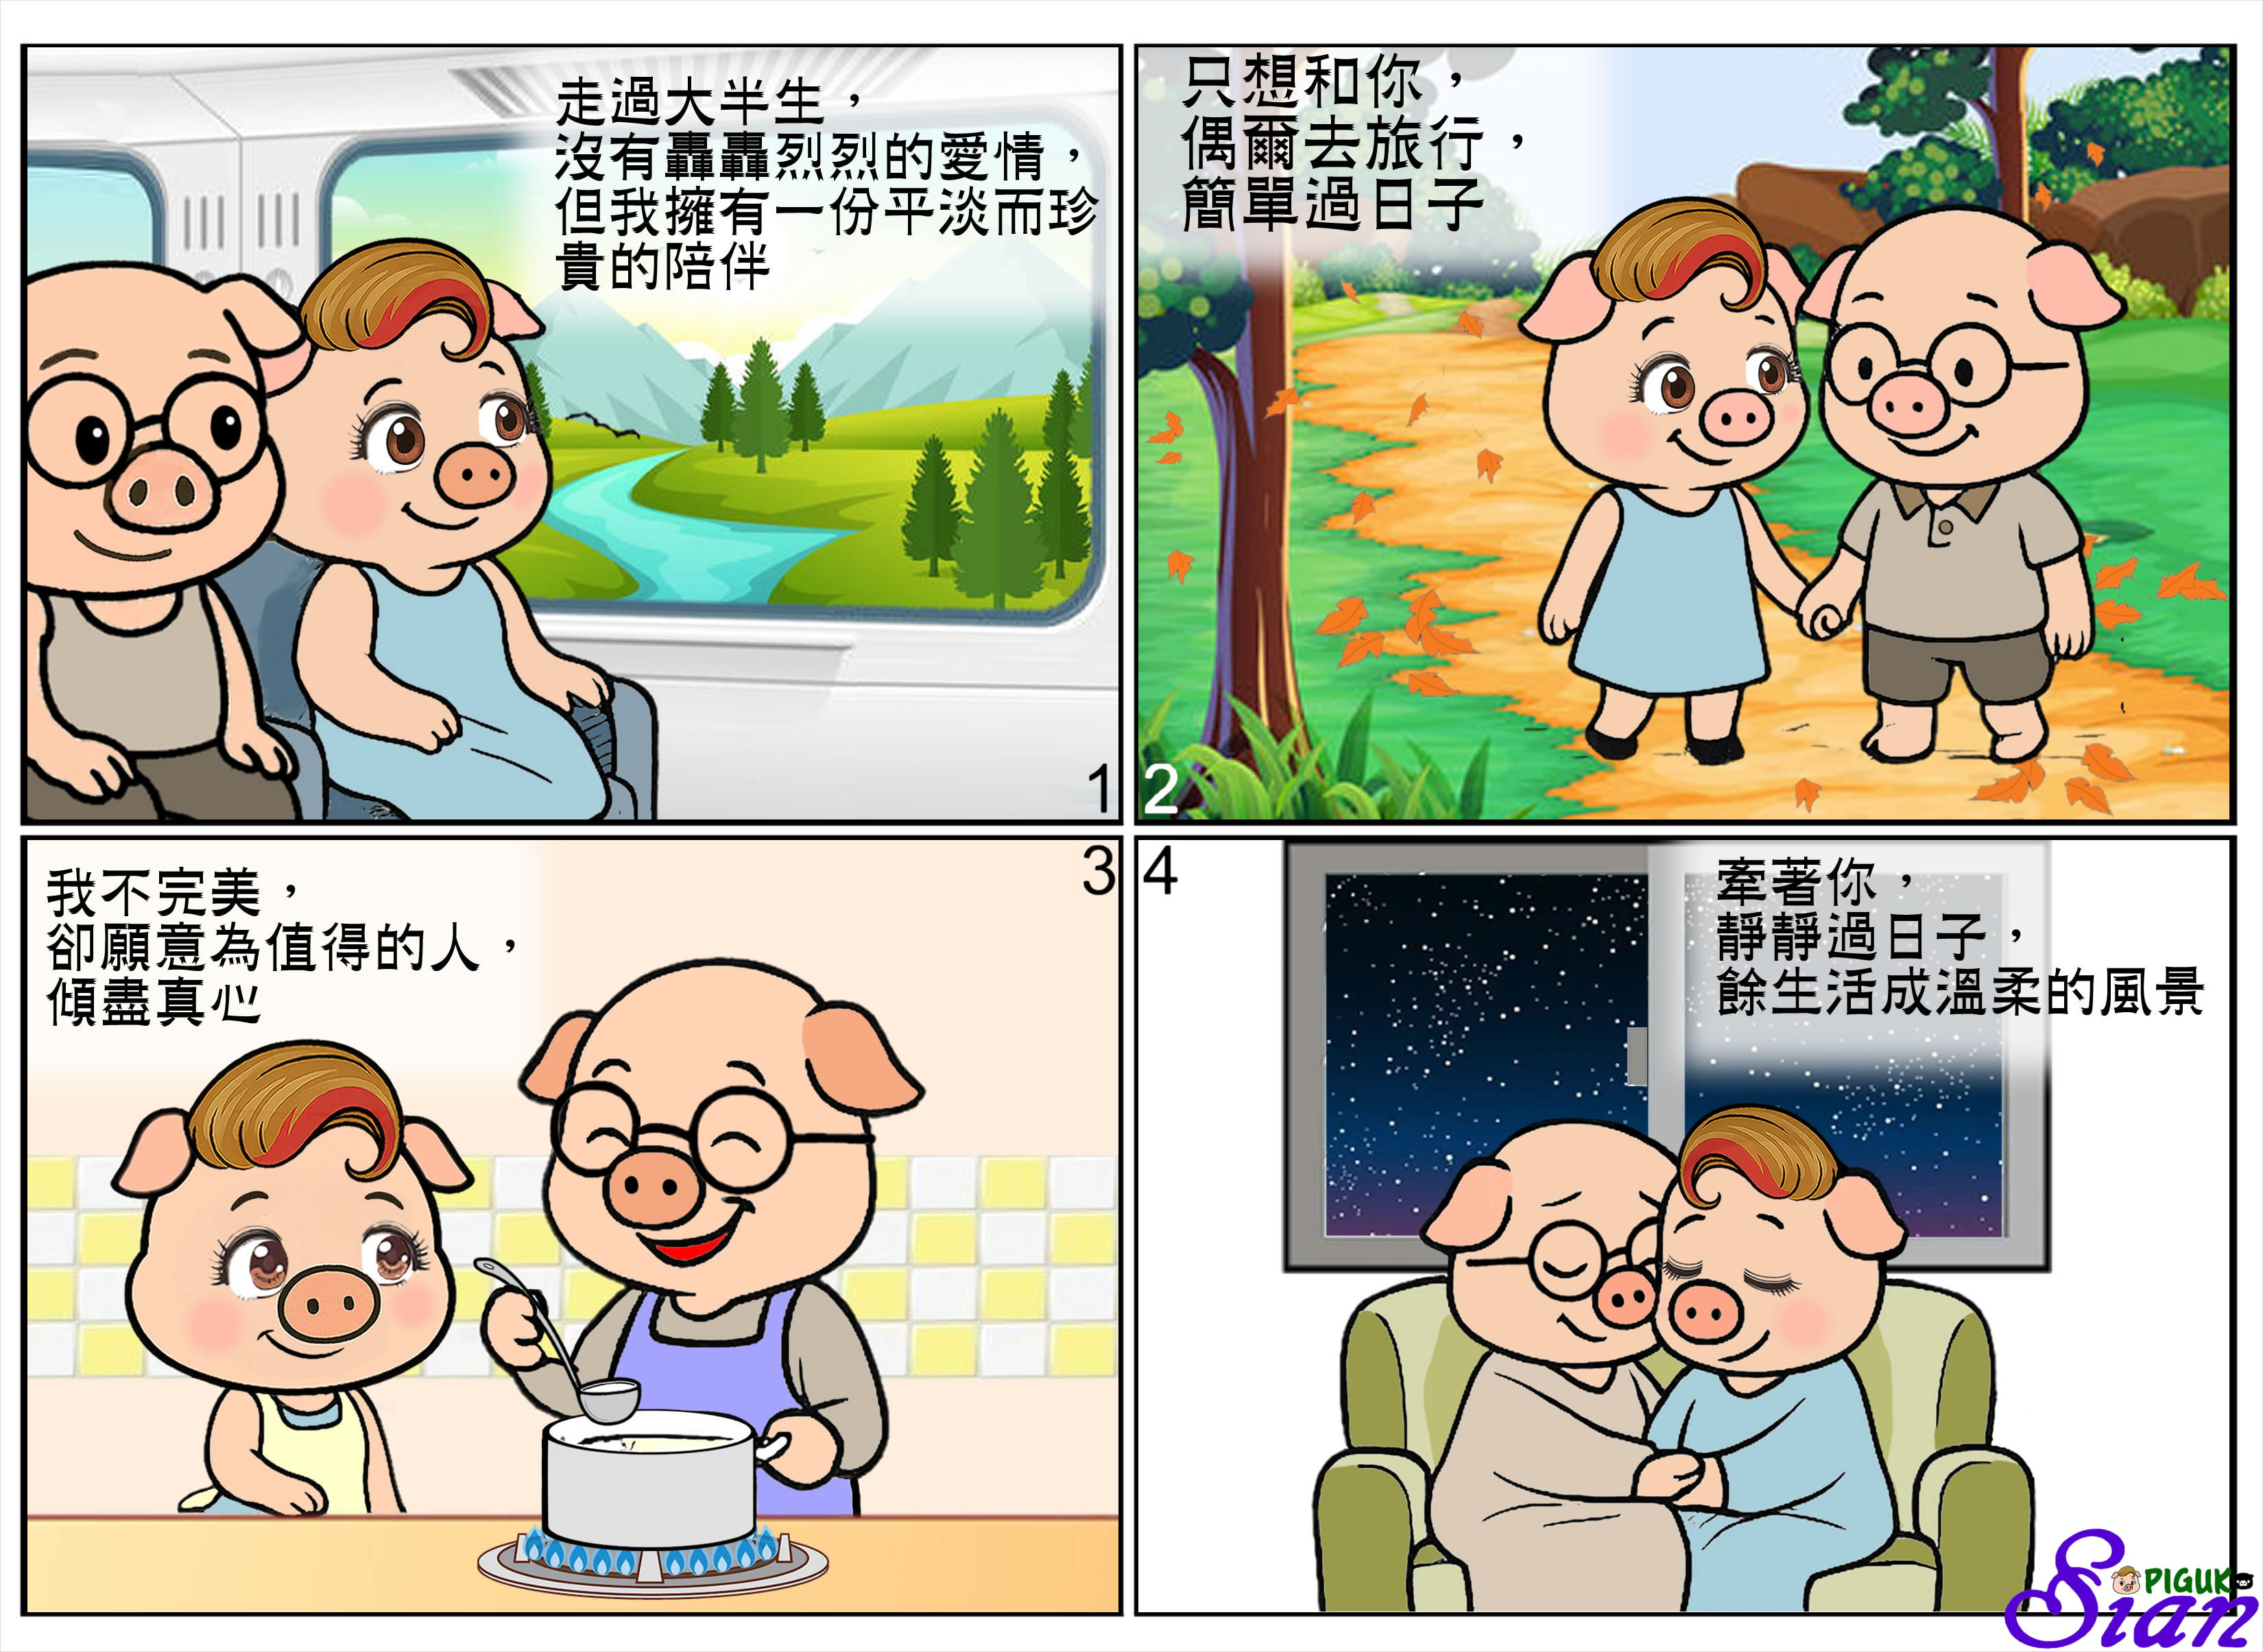 走過大半生，
沒有轟轟烈烈的愛情，
但我擁有一份平淡而珍
貴的陪伴
1
只想和你，
偶爾去旅行，
簡單過日子
2
我不完美，
卻願意為值得的人，
傾盡真心
3
4
牽著你，
靜靜過日子，
餘生活成溫柔的風景
PIGUK
Sian